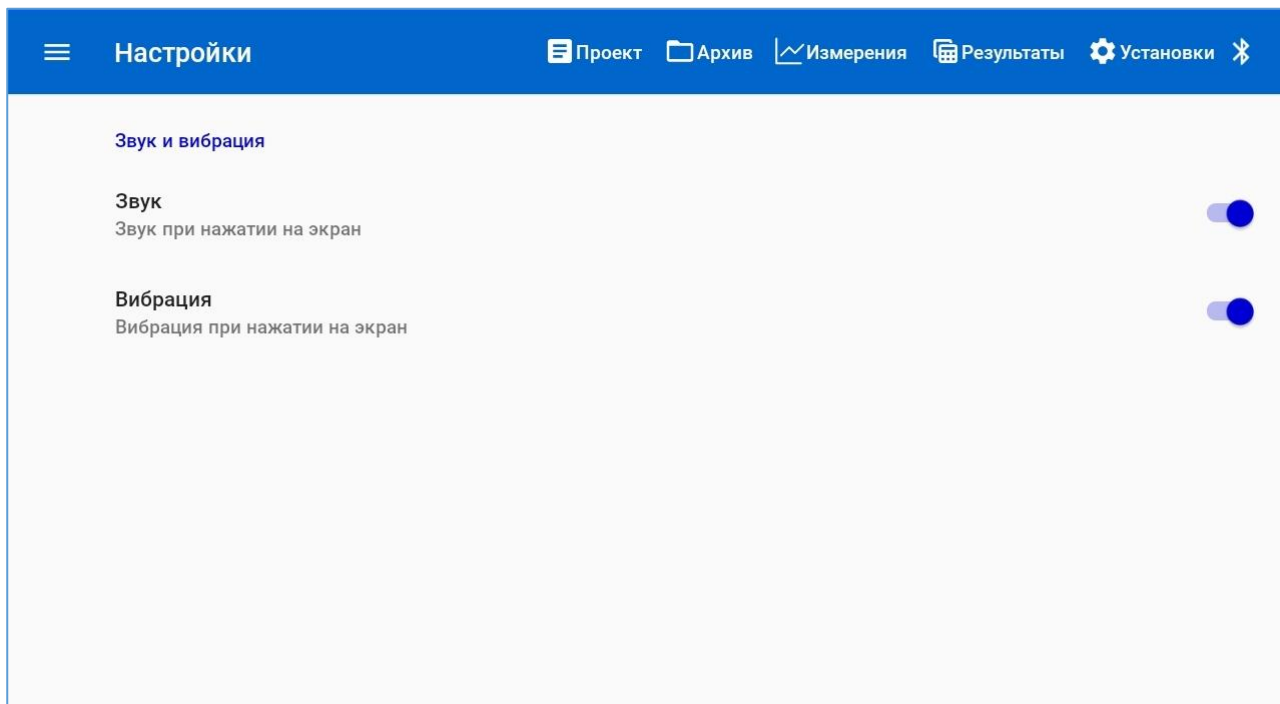 Настройки Проект Архив Измерения Результаты Установки
Звук и вибрация
Звук
Звук при нажатии на экран
Вибрация
Вибрация при нажатии на экран